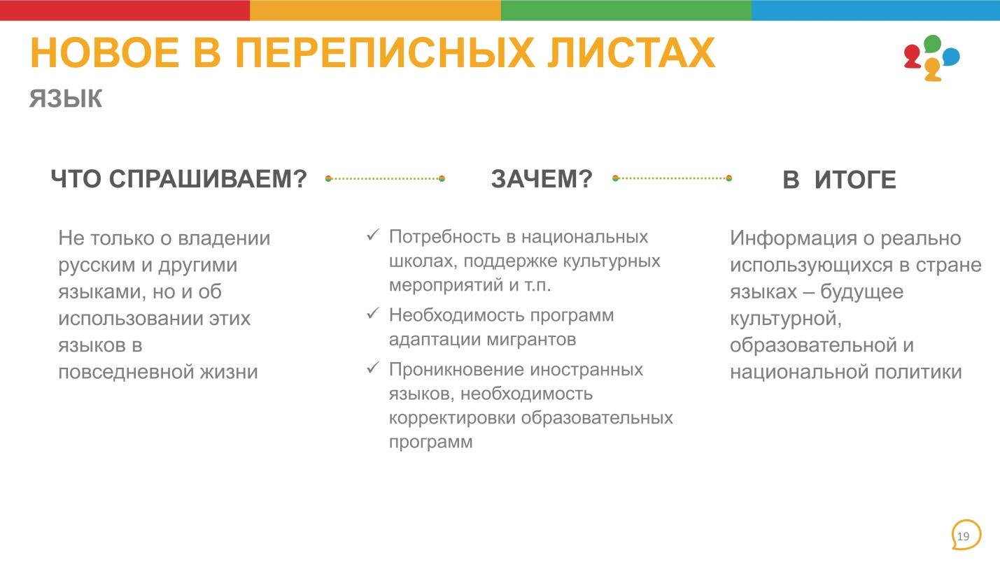 НОВОЕ В ПЕРЕПИСНЫХ ЛИСТАХ
ЯЗЫК
ЧТО СПРАШИВАЕМ?
Не только о владении
русским и другими
языками, но и об
использовании этих
языков в
повседневной жизни
ЗАЧЕМ?
✓ Потребность в национальных
школах, поддержке культурных
мероприятий и т.п.
✓ Необходимость программ
адаптации мигрантов
✓ Проникновение иностранных
языков, необходимость
корректировки образовательных
программ
В ИТОГЕ
Информация о реально
использующихся в стране
языках – будущее
культурной,
образовательной и
национальной политики
19